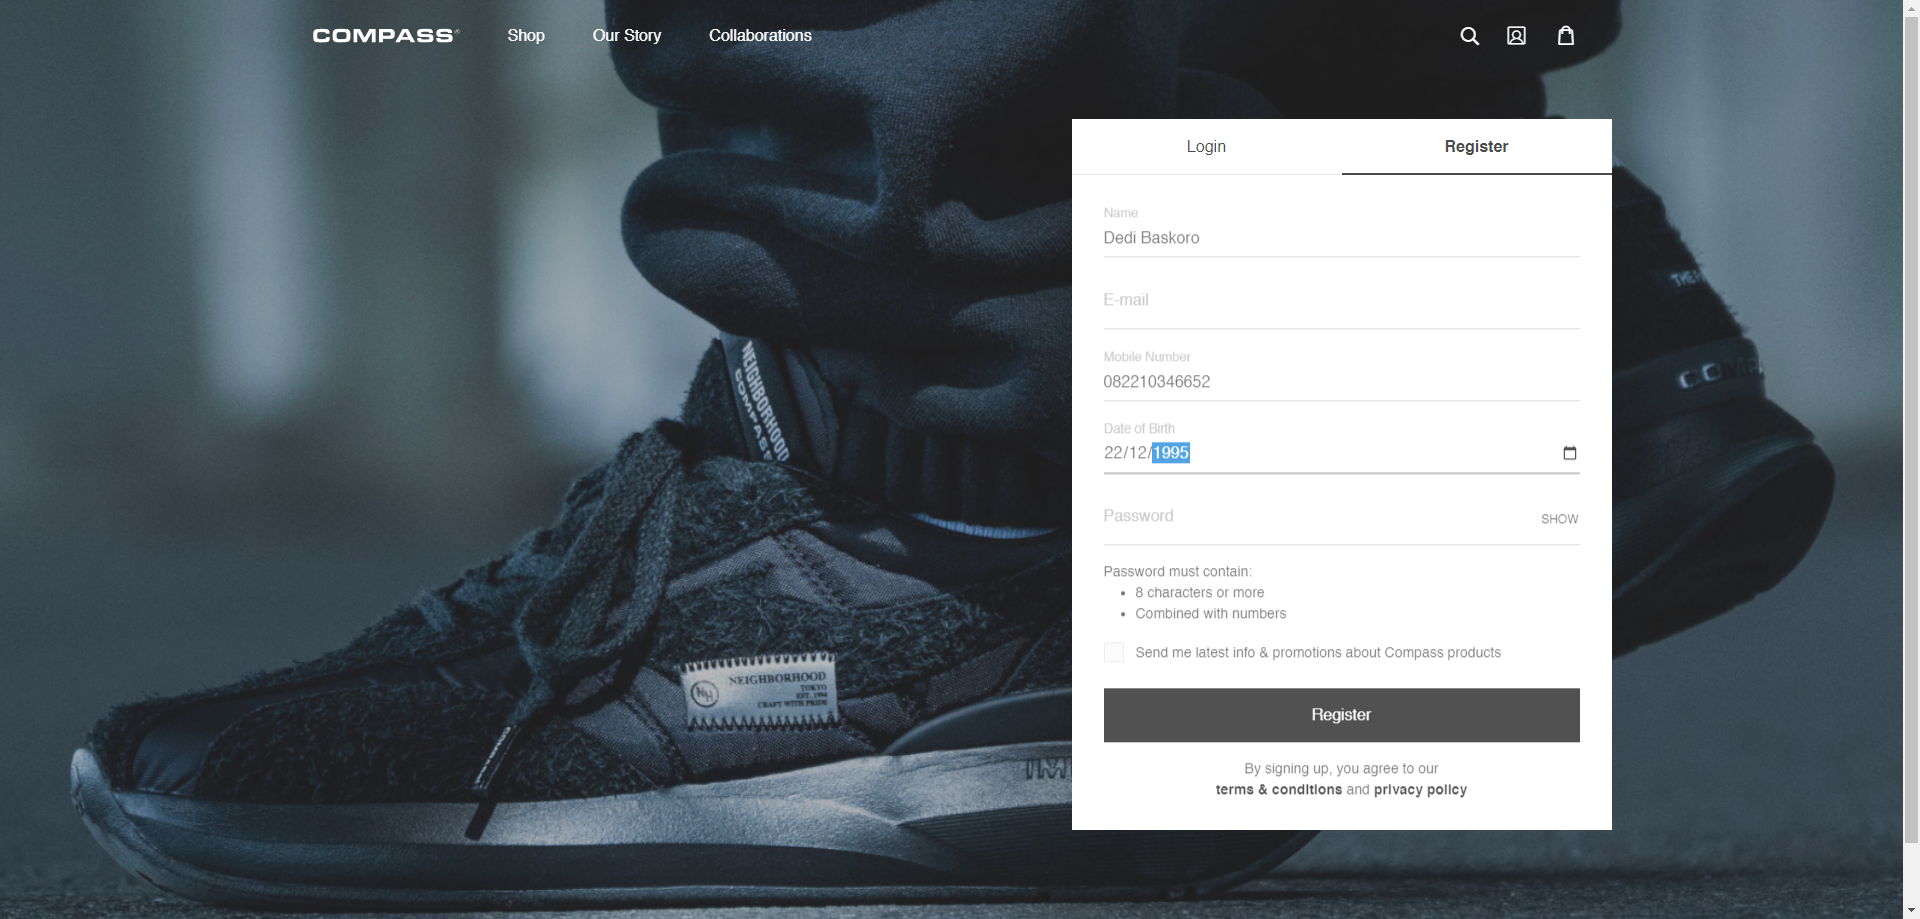 COMPASS
Shop
Our Story
Collaborations
Login
Register
Name
Dedi Baskoro
E-mail
Mobile Number
082210346652
Date of Birth
22/12/1995
Password
SHOW
Password must contain:
8 characters or more
Combined with numbers
Send me latest info & promotions about Compass products
Register
By signing up, you agree to our
terms & conditions and privacy policy
NEIGHBORHOOD
COMPASS
NH
NEIGHBORHOOD
TOKYO
EST. 1994
CRAFT WITH PRIDE